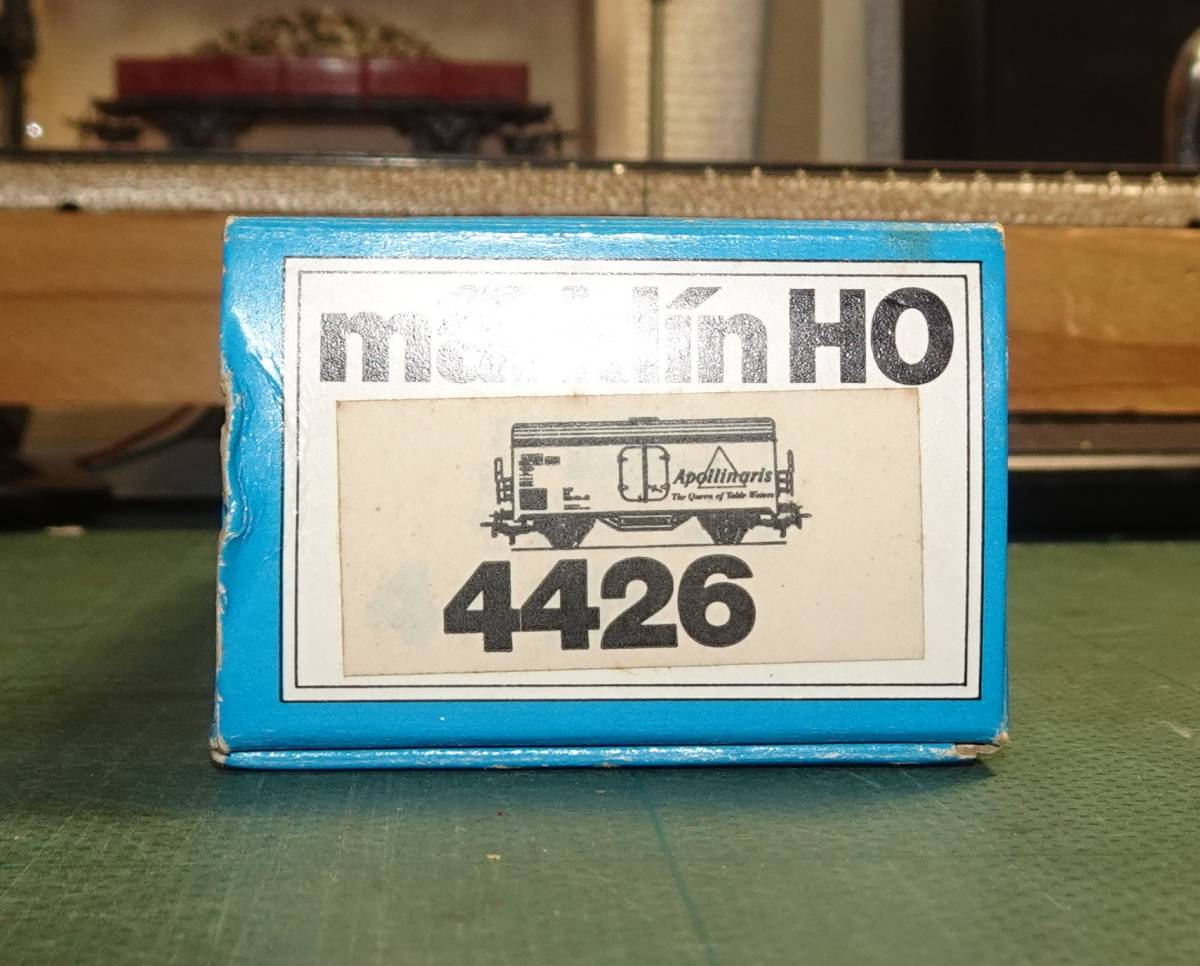 märklin HO
Apollinaris
The Queen of Table Waters
4426